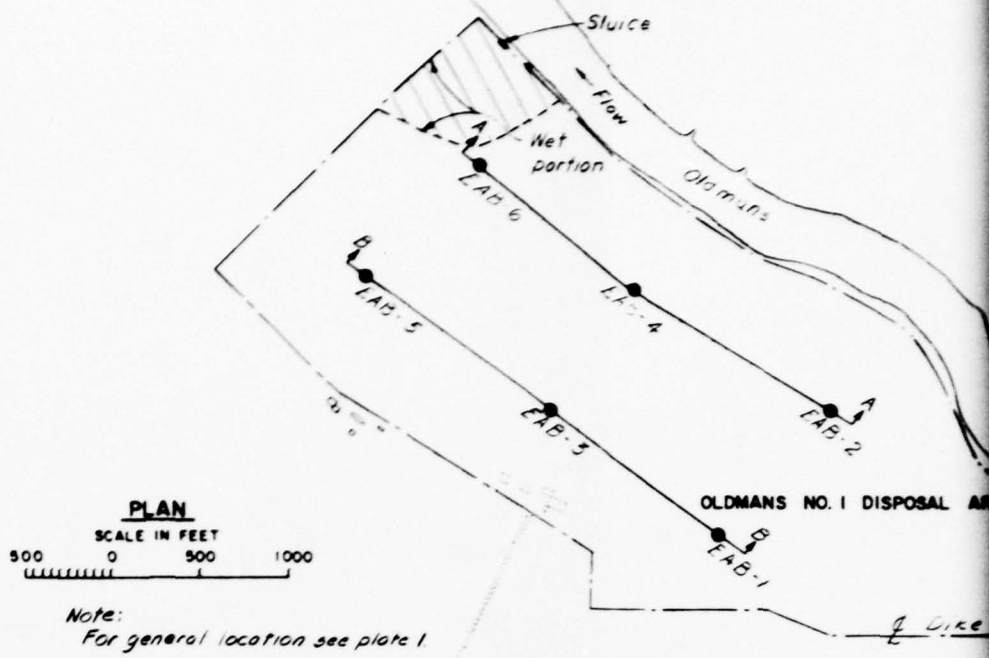 Sluice
Flow
Oldmans
Wet
portion
A
EAB-6
B
EAB-5
EAB-4
EAB-3
A
EAB-2
OLDMANS NO. 1 DISPOSAL
B
EAB-1
PLAN
SCALE IN FEET
500 0 500 1000
Note:
For general location see plate 1.
℄ Dike